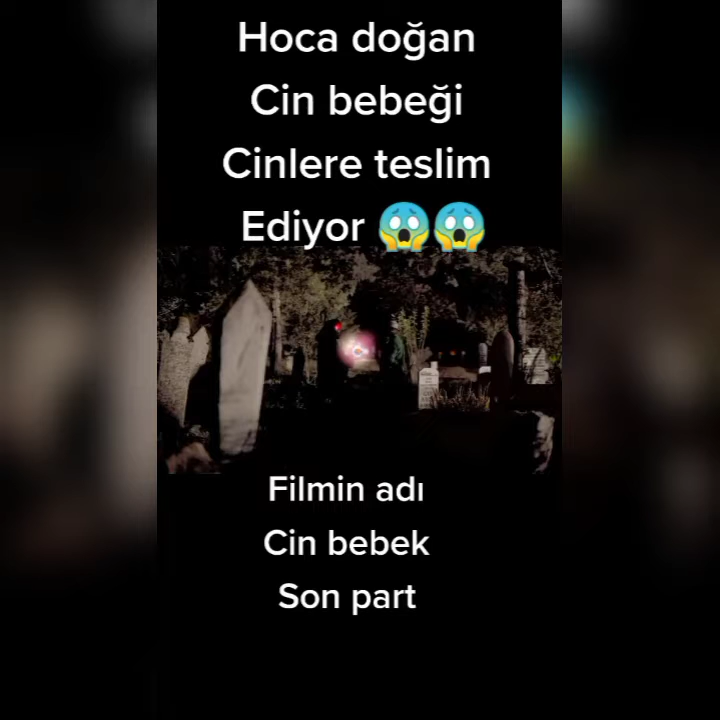 Hoca doğan
Cin bebeği
Cinlere teslim
Ediyor 😱😱
Filmin adı
Cin bebek
Son part